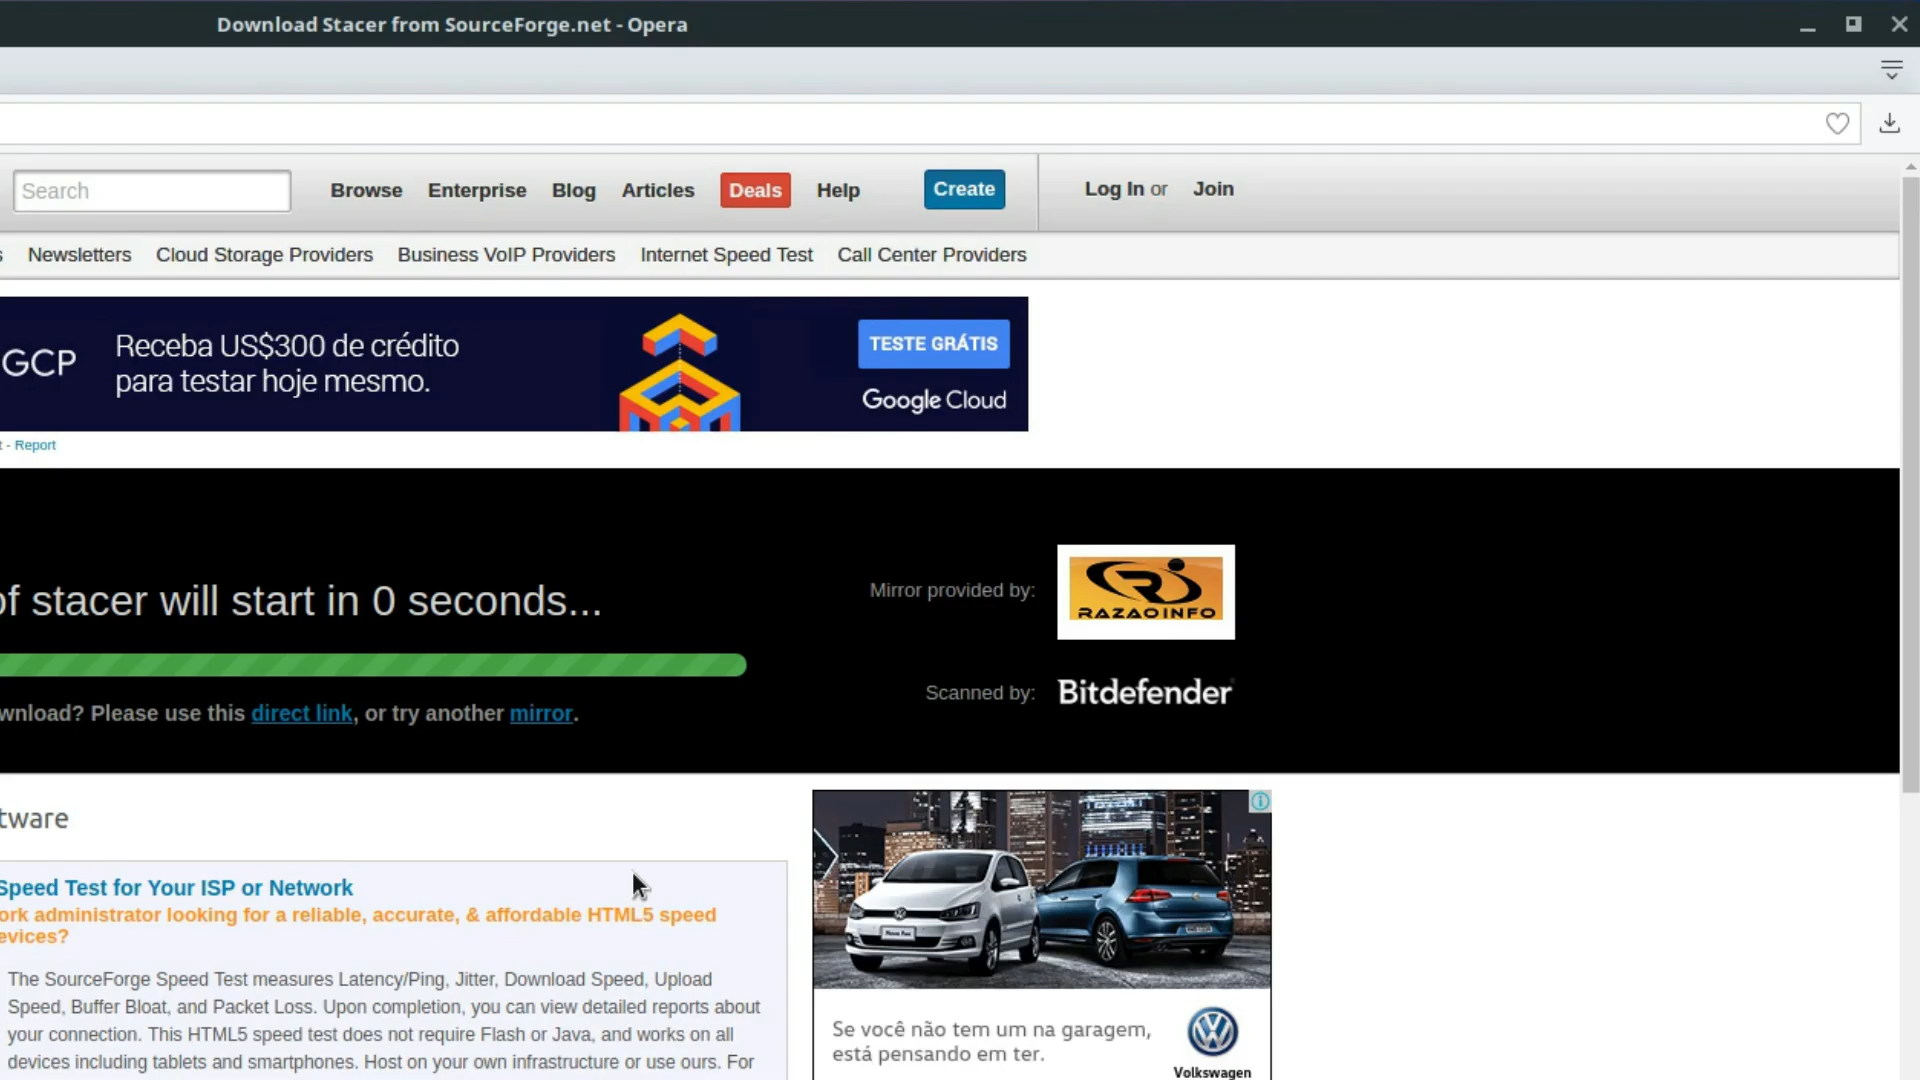 Download Stacer from SourceForge.net - Opera
Search
Browse Enterprise Blog Articles Deals Help Create Log In or Join
s Newsletters Cloud Storage Providers Business VoIP Providers Internet Speed Test Call Center Providers
GCP
Receba US$300 de crédito
para testar hoje mesmo.
TESTE GRÁTIS
Google Cloud
t - Report
of stacer will start in 0 seconds...
Mirror provided by:
RAZAOINFO
wnload? Please use this direct link, or try another mirror.
Scanned by: Bitdefender
tware
Speed Test for Your ISP or Network
ork administrator looking for a reliable, accurate, & affordable HTML5 speed
evices?
The SourceForge Speed Test measures Latency/Ping, Jitter, Download Speed, Upload
Speed, Buffer Bloat, and Packet Loss. Upon completion, you can view detailed reports about
your connection. This HTML5 speed test does not require Flash or Java, and works on all
devices including tablets and smartphones. Host on your own infrastructure or use ours. For
Se você não tem um na garagem,
está pensando em ter.
Volkswagen